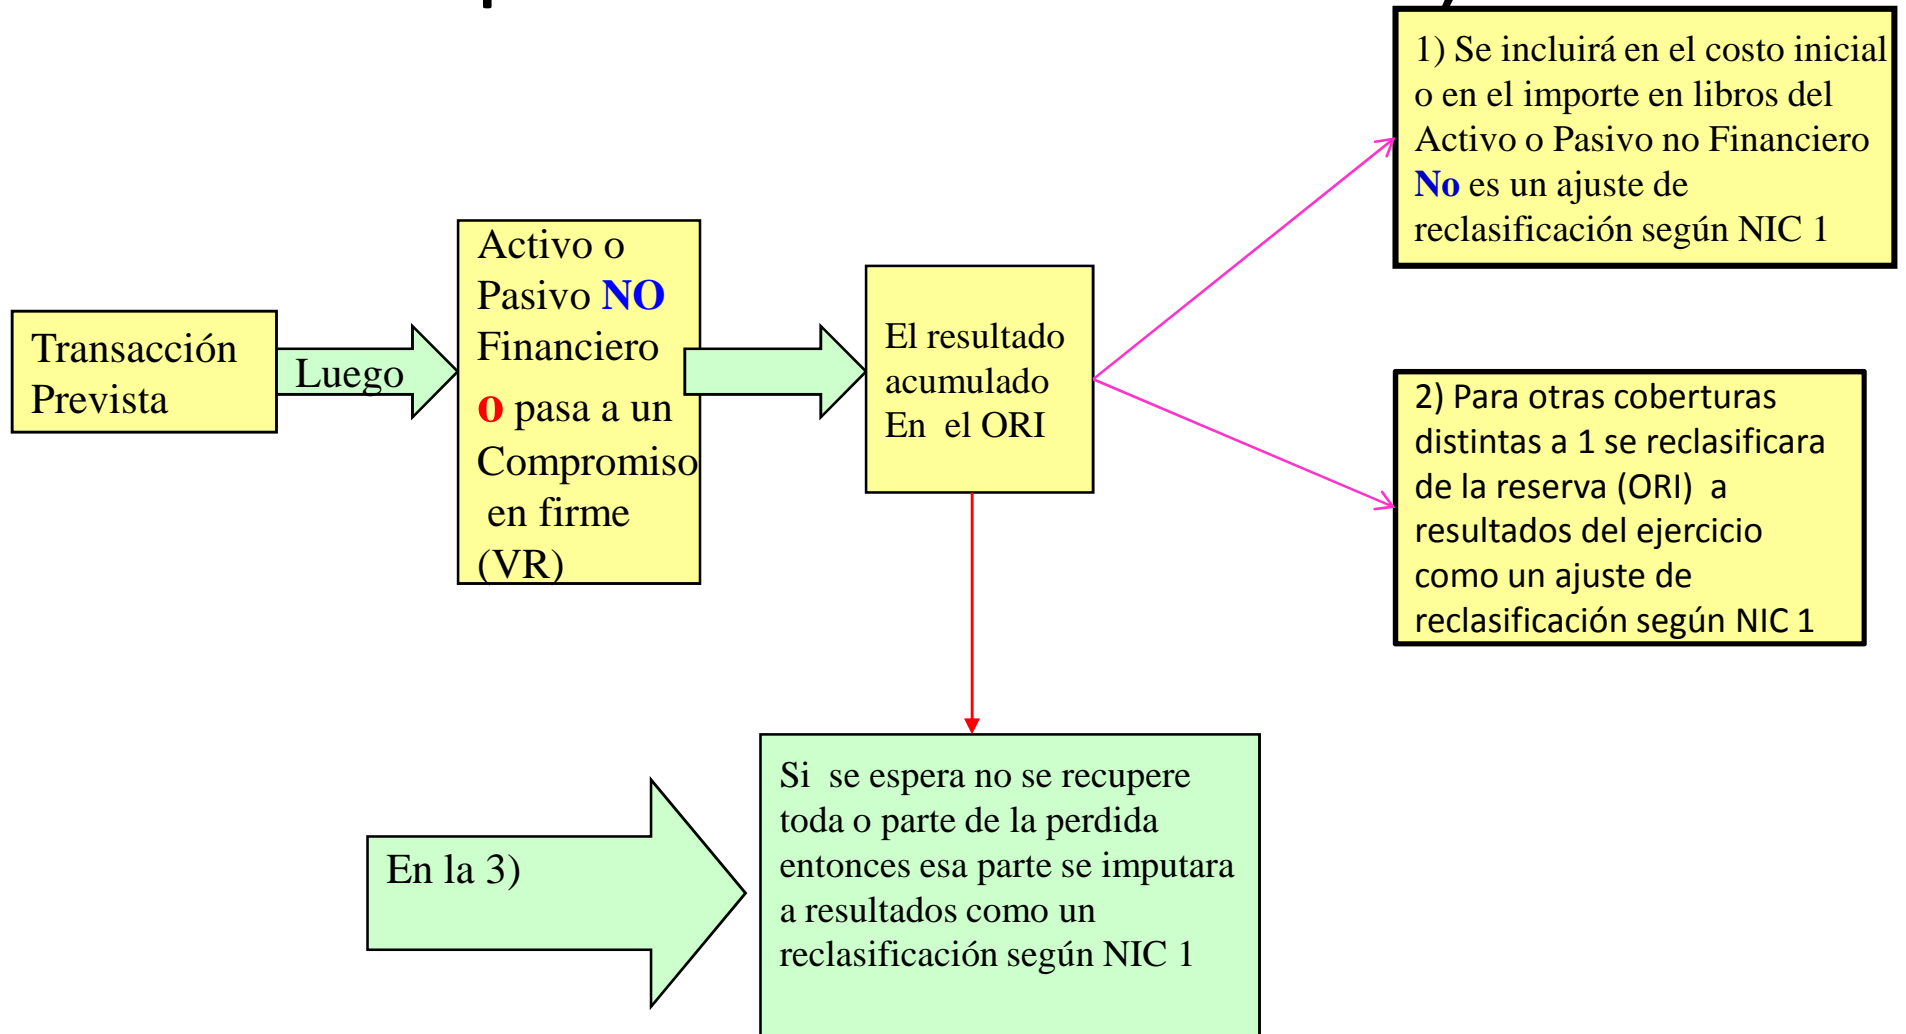 Transacción
Prevista
Luego
Activo o
Pasivo NO
Financiero
o pasa a un
Compromiso
en firme
(VR)
El resultado
acumulado
En el ORI
1) Se incluirá en el costo inicial
o en el importe en libros del
Activo o Pasivo no Financiero
No es un ajuste de
reclasificación según NIC 1
2) Para otras coberturas
distintas a 1 se reclasificara
de la reserva (ORI) a
resultados del ejercicio
como un ajuste de
reclasificación según NIC 1
En la 3)
Si se espera no se recupere
toda o parte de la perdida
entonces esa parte se imputara
a resultados como un
reclasificación según NIC 1